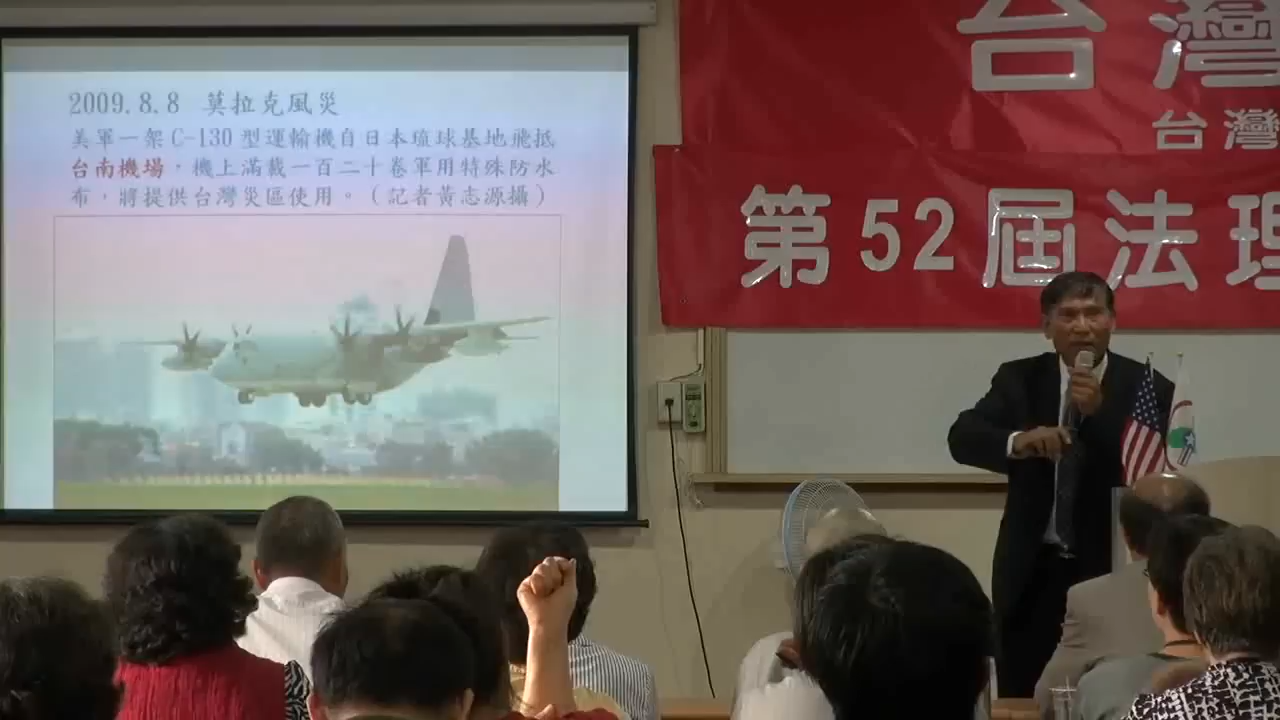 2009.8.8 莫拉克風災
美軍一架C-130型運輸機自日本琉球基地飛抵
台南機場，機上滿載一百二十卷軍用特殊防水
布，將提供台灣災區使用。（記者黃志源攝）
台灣
台灣
第52屆法理